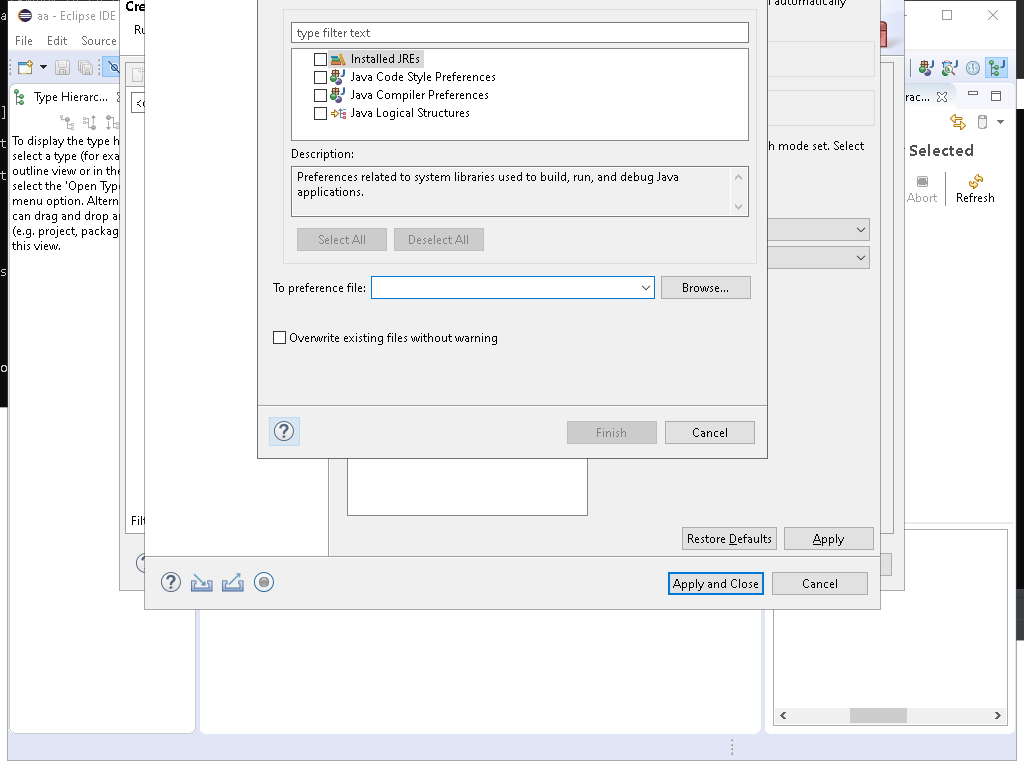 aa - Eclipse IDE
Cre
l automatically
File Edit Source
Ru
type filter text
Installed JREs
Java Code Style Preferences
Java Compiler Preferences
Java Logical Structures
Type Hierarc...
rac...
<
To display the type h
select a type (for exa
outline view or in the
select the 'Open Type
menu option. Altern
can drag and drop a
(e.g. project, packag
this view.
h mode set. Select
Selected
Abort Refresh
Description:
Preferences related to system libraries used to build, run, and debug Java
applications.
Select All Deselect All
To preference file: Browse...
Overwrite existing files without warning
? Finish Cancel
Filt
Restore Defaults Apply
? Apply and Close Cancel